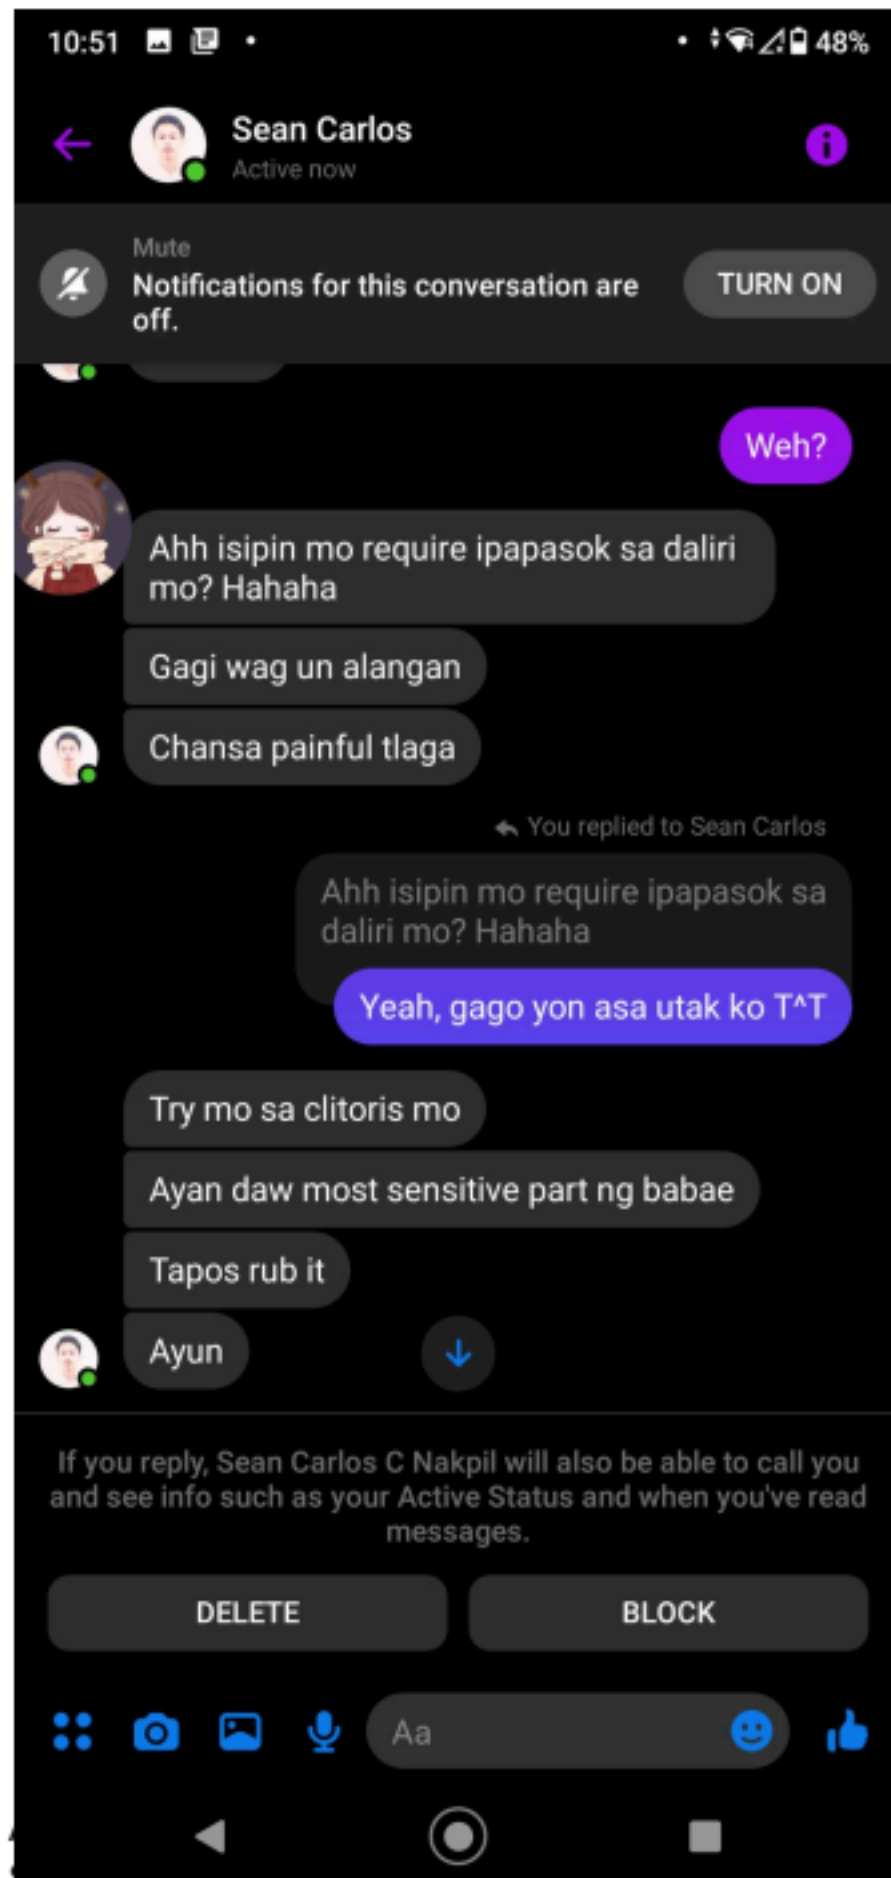 10:51
48%
Sean Carlos
Active now
Mute
Notifications for this conversation are
off.
TURN ON
Weh?
Ahh isipin mo require ipapasok sa daliri
mo? Hahaha
Gagi wag un alangan
Chansa painful tlaga
You replied to Sean Carlos
Ahh isipin mo require ipapasok sa
daliri mo? Hahaha
Yeah, gago yon asa utak ko T^T
Try mo sa clitoris mo
Ayan daw most sensitive part ng babae
Tapos rub it
Ayun
If you reply, Sean Carlos C Nakpil will also be able to call you
and see info such as your Active Status and when you've read
messages.
DELETE
BLOCK
Aa